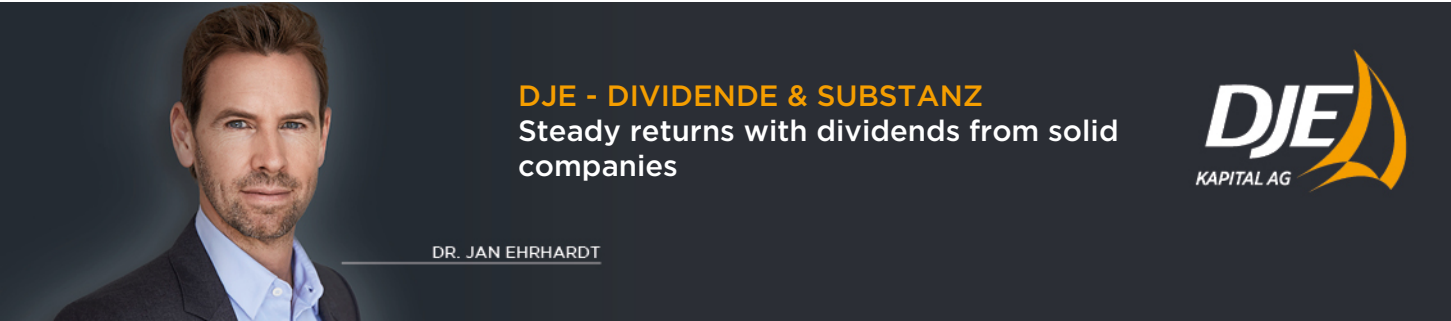 DJE - DIVIDENDE & SUBSTANZ
Steady returns with dividends from solid
companies
DR. JAN EHRHARDT
DJE
KAPITAL AG